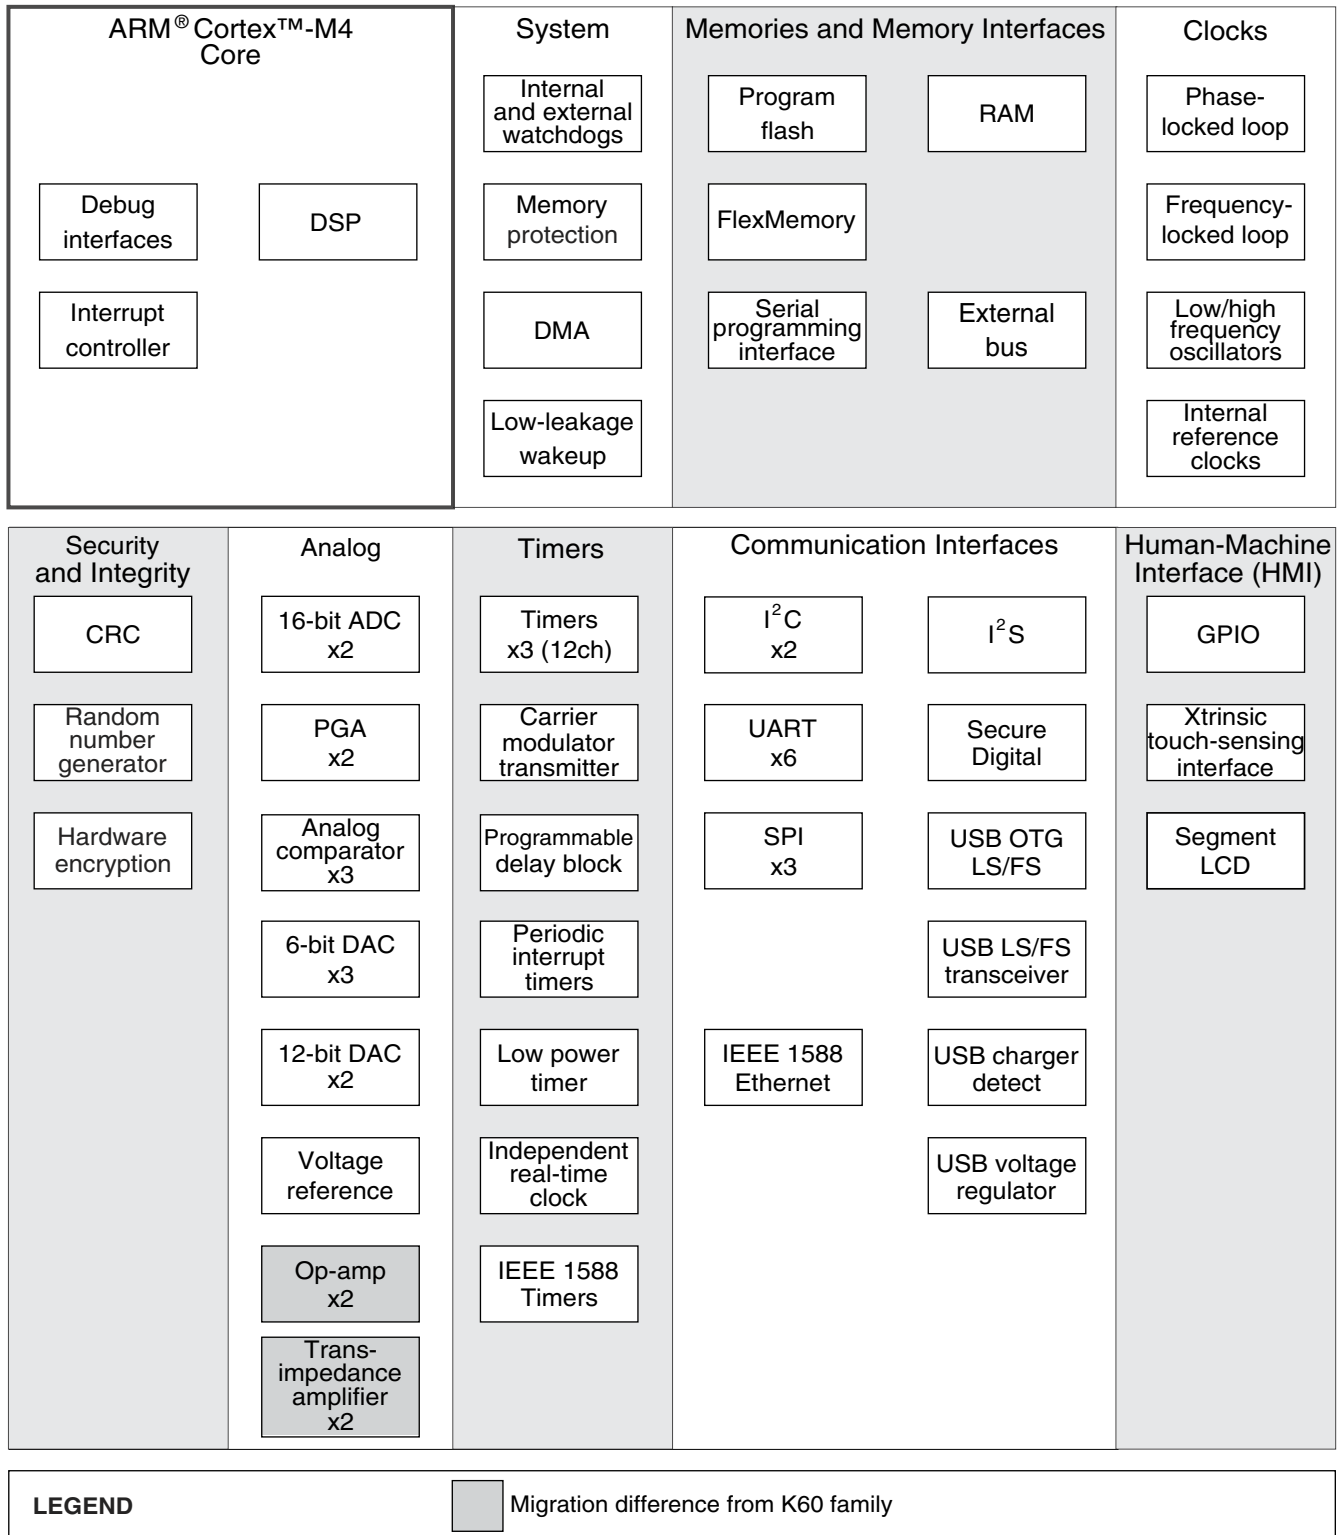 ARM® Cortex™-M4
Core
Debug
interfaces
DSP
Interrupt
controller
System
Internal
and external
watchdogs
Memory
protection
DMA
Low-leakage
wakeup
Memories and Memory Interfaces
Program
flash
RAM
FlexMemory
Serial
programming
interface
External
bus
Clocks
Phase-
locked loop
Frequency-
locked loop
Low/high
frequency
oscillators
Internal
reference
clocks
Security
and Integrity
CRC
Random
number
generator
Hardware
encryption
Analog
16-bit ADC
x2
PGA
x2
Analog
comparator
x3
6-bit DAC
x3
12-bit DAC
x2
Voltage
reference
Op-amp
x2
Trans-
impedance
amplifier
x2
Timers
Timers
x3 (12ch)
Carrier
modulator
transmitter
Programmable
delay block
Periodic
interrupt
timers
Low power
timer
Independent
real-time
clock
IEEE 1588
Timers
Communication Interfaces
I²C
x2
I²S
UART
x6
Secure
Digital
SPI
x3
USB OTG
LS/FS
USB LS/FS
transceiver
IEEE 1588
Ethernet
USB charger
detect
USB voltage
regulator
Human-Machine
Interface (HMI)
GPIO
Xtrinsic
touch-sensing
interface
Segment
LCD
LEGEND
Migration difference from K60 family